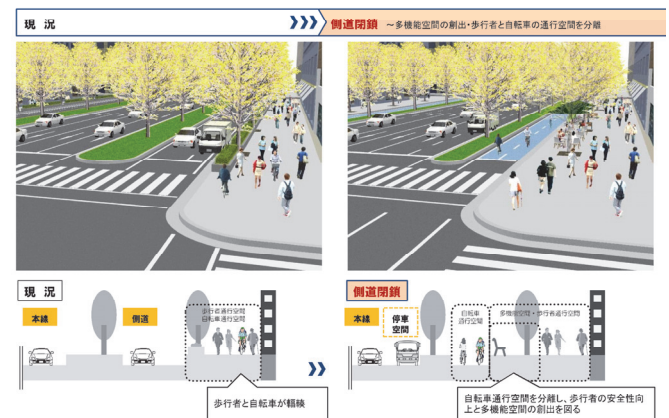 現 況
側道閉鎖 ～多機能空間の創出・歩行者と自転車の通行空間を分離
現 況
本線
側道
歩行者通行空間
自転車通行空間
歩行者と自転車が輻輳
側道閉鎖
本線
停車
空間
自転車
通行空間
多機能空間・歩行者通行空間
自転車通行空間を分離し、歩行者の安全性向
上と多機能空間の創出を図る